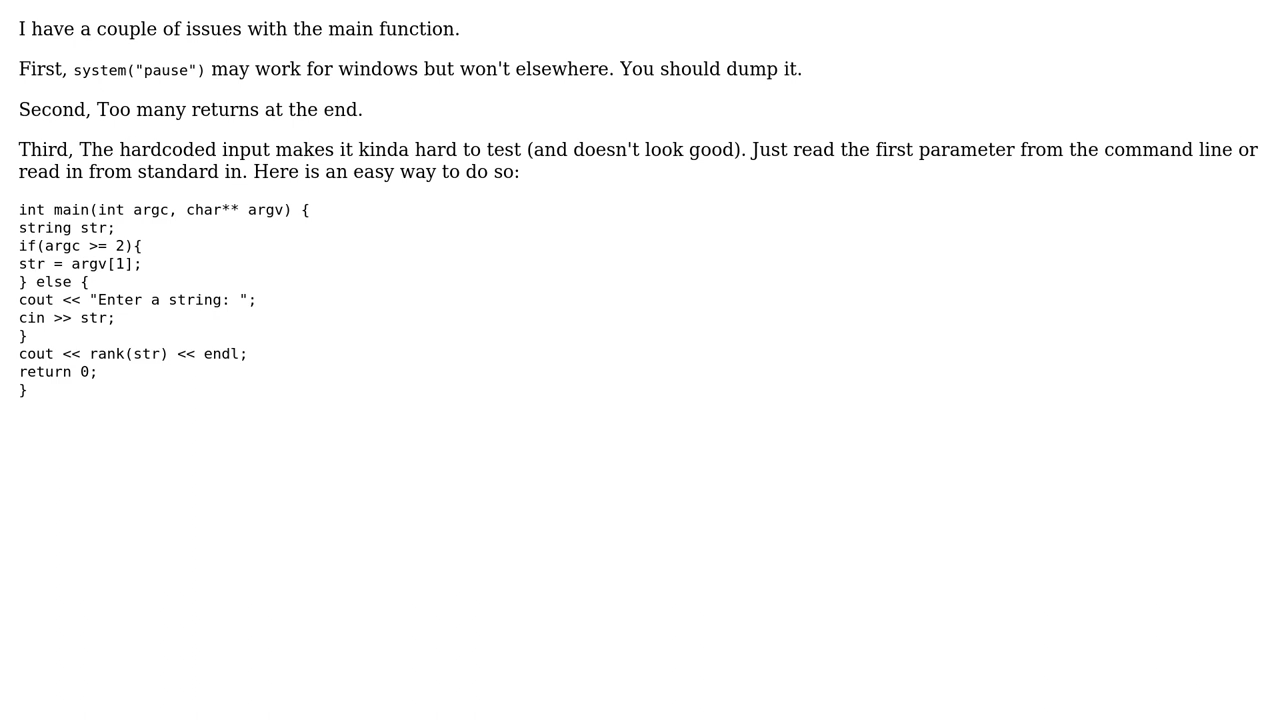 I have a couple of issues with the main function.
First, system("pause") may work for windows but won't elsewhere. You should dump it.
Second, Too many returns at the end.
Third, The hardcoded input makes it kinda hard to test (and doesn't look good). Just read the first parameter from the command line or
read in from standard in. Here is an easy way to do so:
int main(int argc, char** argv) {
string str;
if(argc >= 2){
str = argv[1];
} else {
cout << "Enter a string: ";
cin >> str;
}
cout << rank(str) << endl;
return 0;
}